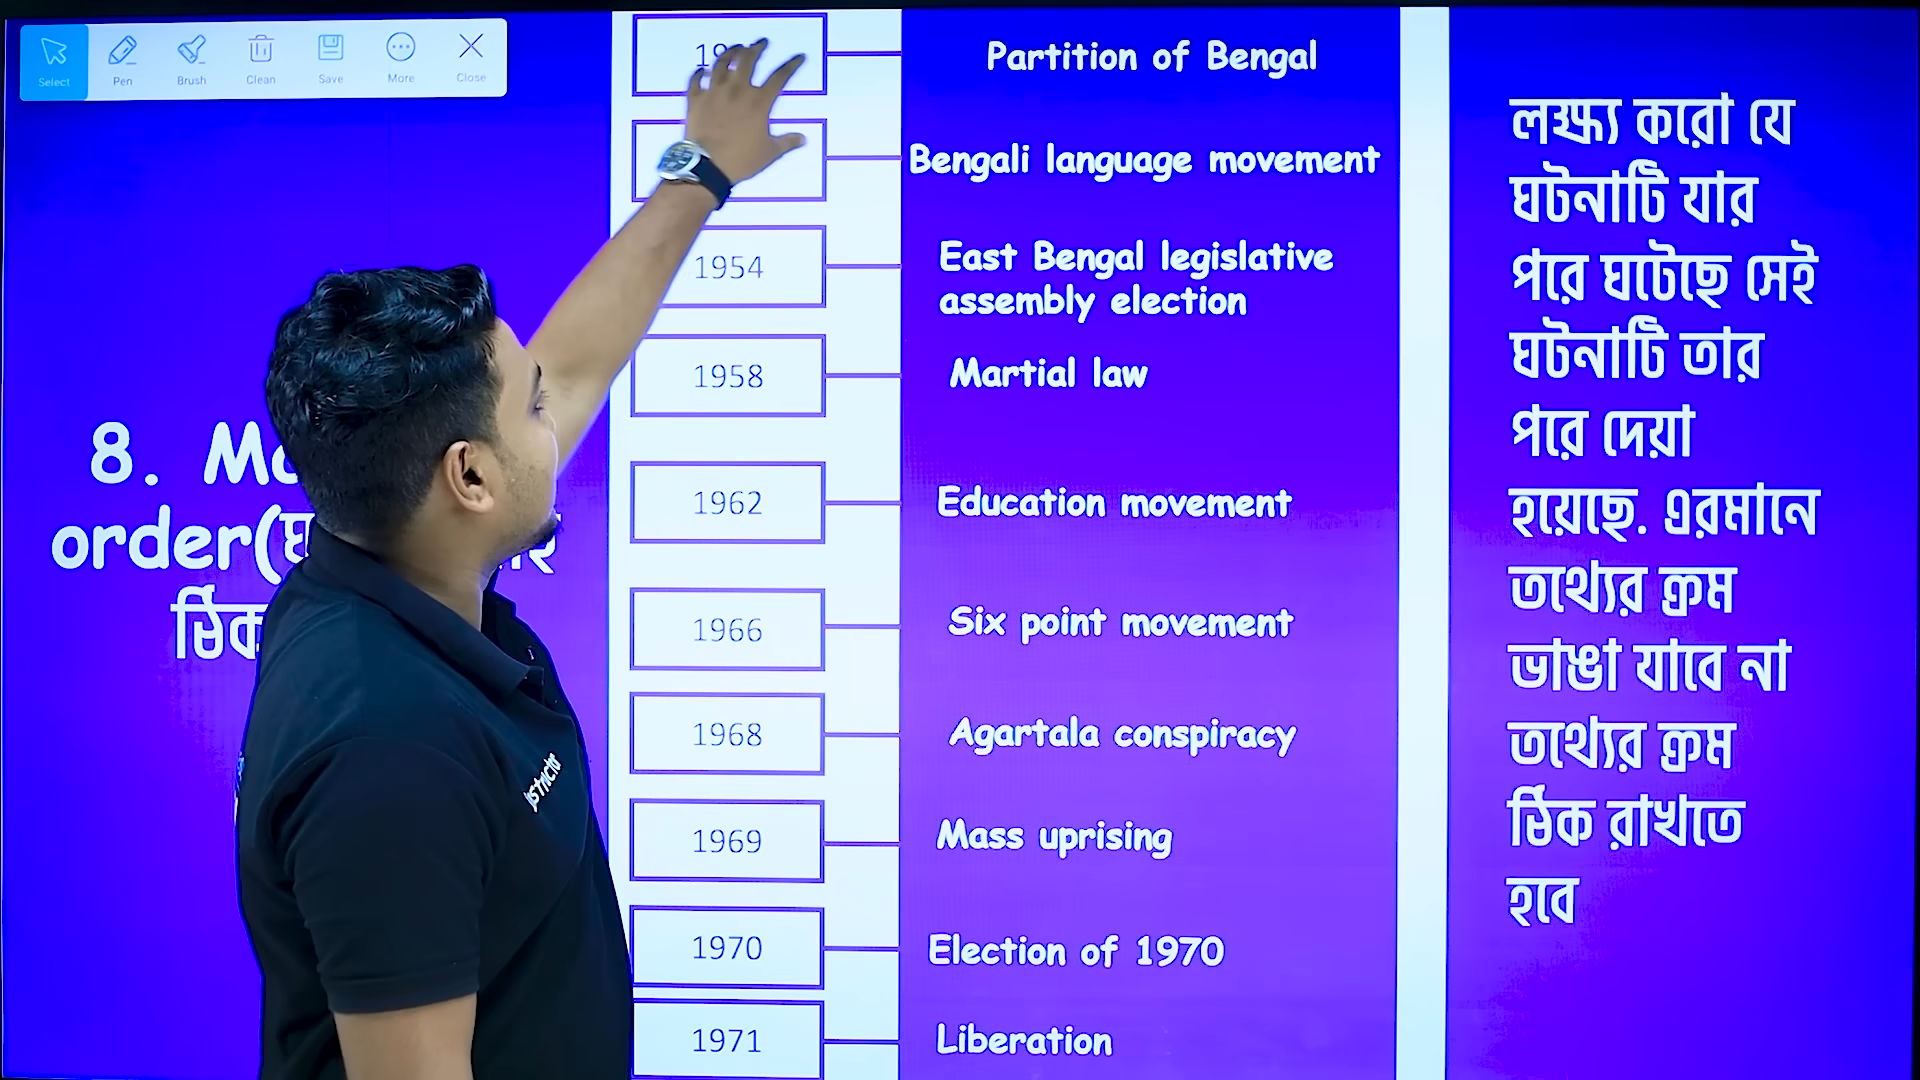 Select
Pen
Brush
Clean
Save
More
Close
8.
order(
ঠিক
Partition of Bengal
Bengali language movement
1954
East Bengal legislative
assembly election
1958
Martial law
1962
Education movement
1966
Six point movement
1968
Agartala conspiracy
1969
Mass uprising
1970
Election of 1970
1971
Liberation
লক্ষ্য করো যে
ঘটনাটি যার
পরে ঘটেছে সেই
ঘটনাটি তার
পরে দেয়া
হয়েছে. এরমানে
তথ্যের ক্রম
ভাঙা যাবে না
তথ্যের ক্রম
ঠিক রাখতে
হবে